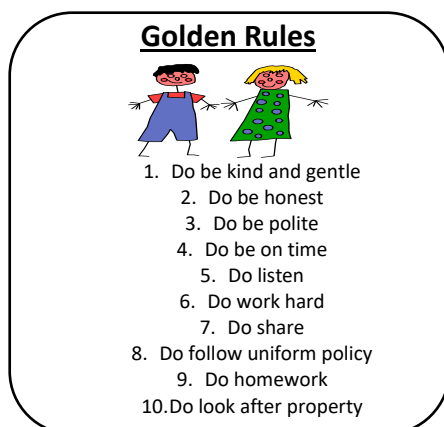 Golden Rules
1. Do be kind and gentle
2. Do be honest
3. Do be polite
4. Do be on time
5. Do listen
6. Do work hard
7. Do share
8. Do follow uniform policy
9. Do homework
10.Do look after property